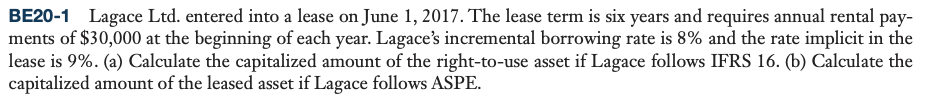 BE20-1 Lagace Ltd. entered into a lease on June 1, 2017. The lease term is six years and requires annual rental pay-
ments of $30,000 at the beginning of each year. Lagace's incremental borrowing rate is 8% and the rate implicit in the
lease is 9%. (a) Calculate the capitalized amount of the right-to-use asset if Lagace follows IFRS 16. (b) Calculate the
capitalized amount of the leased asset if Lagace follows ASPE.